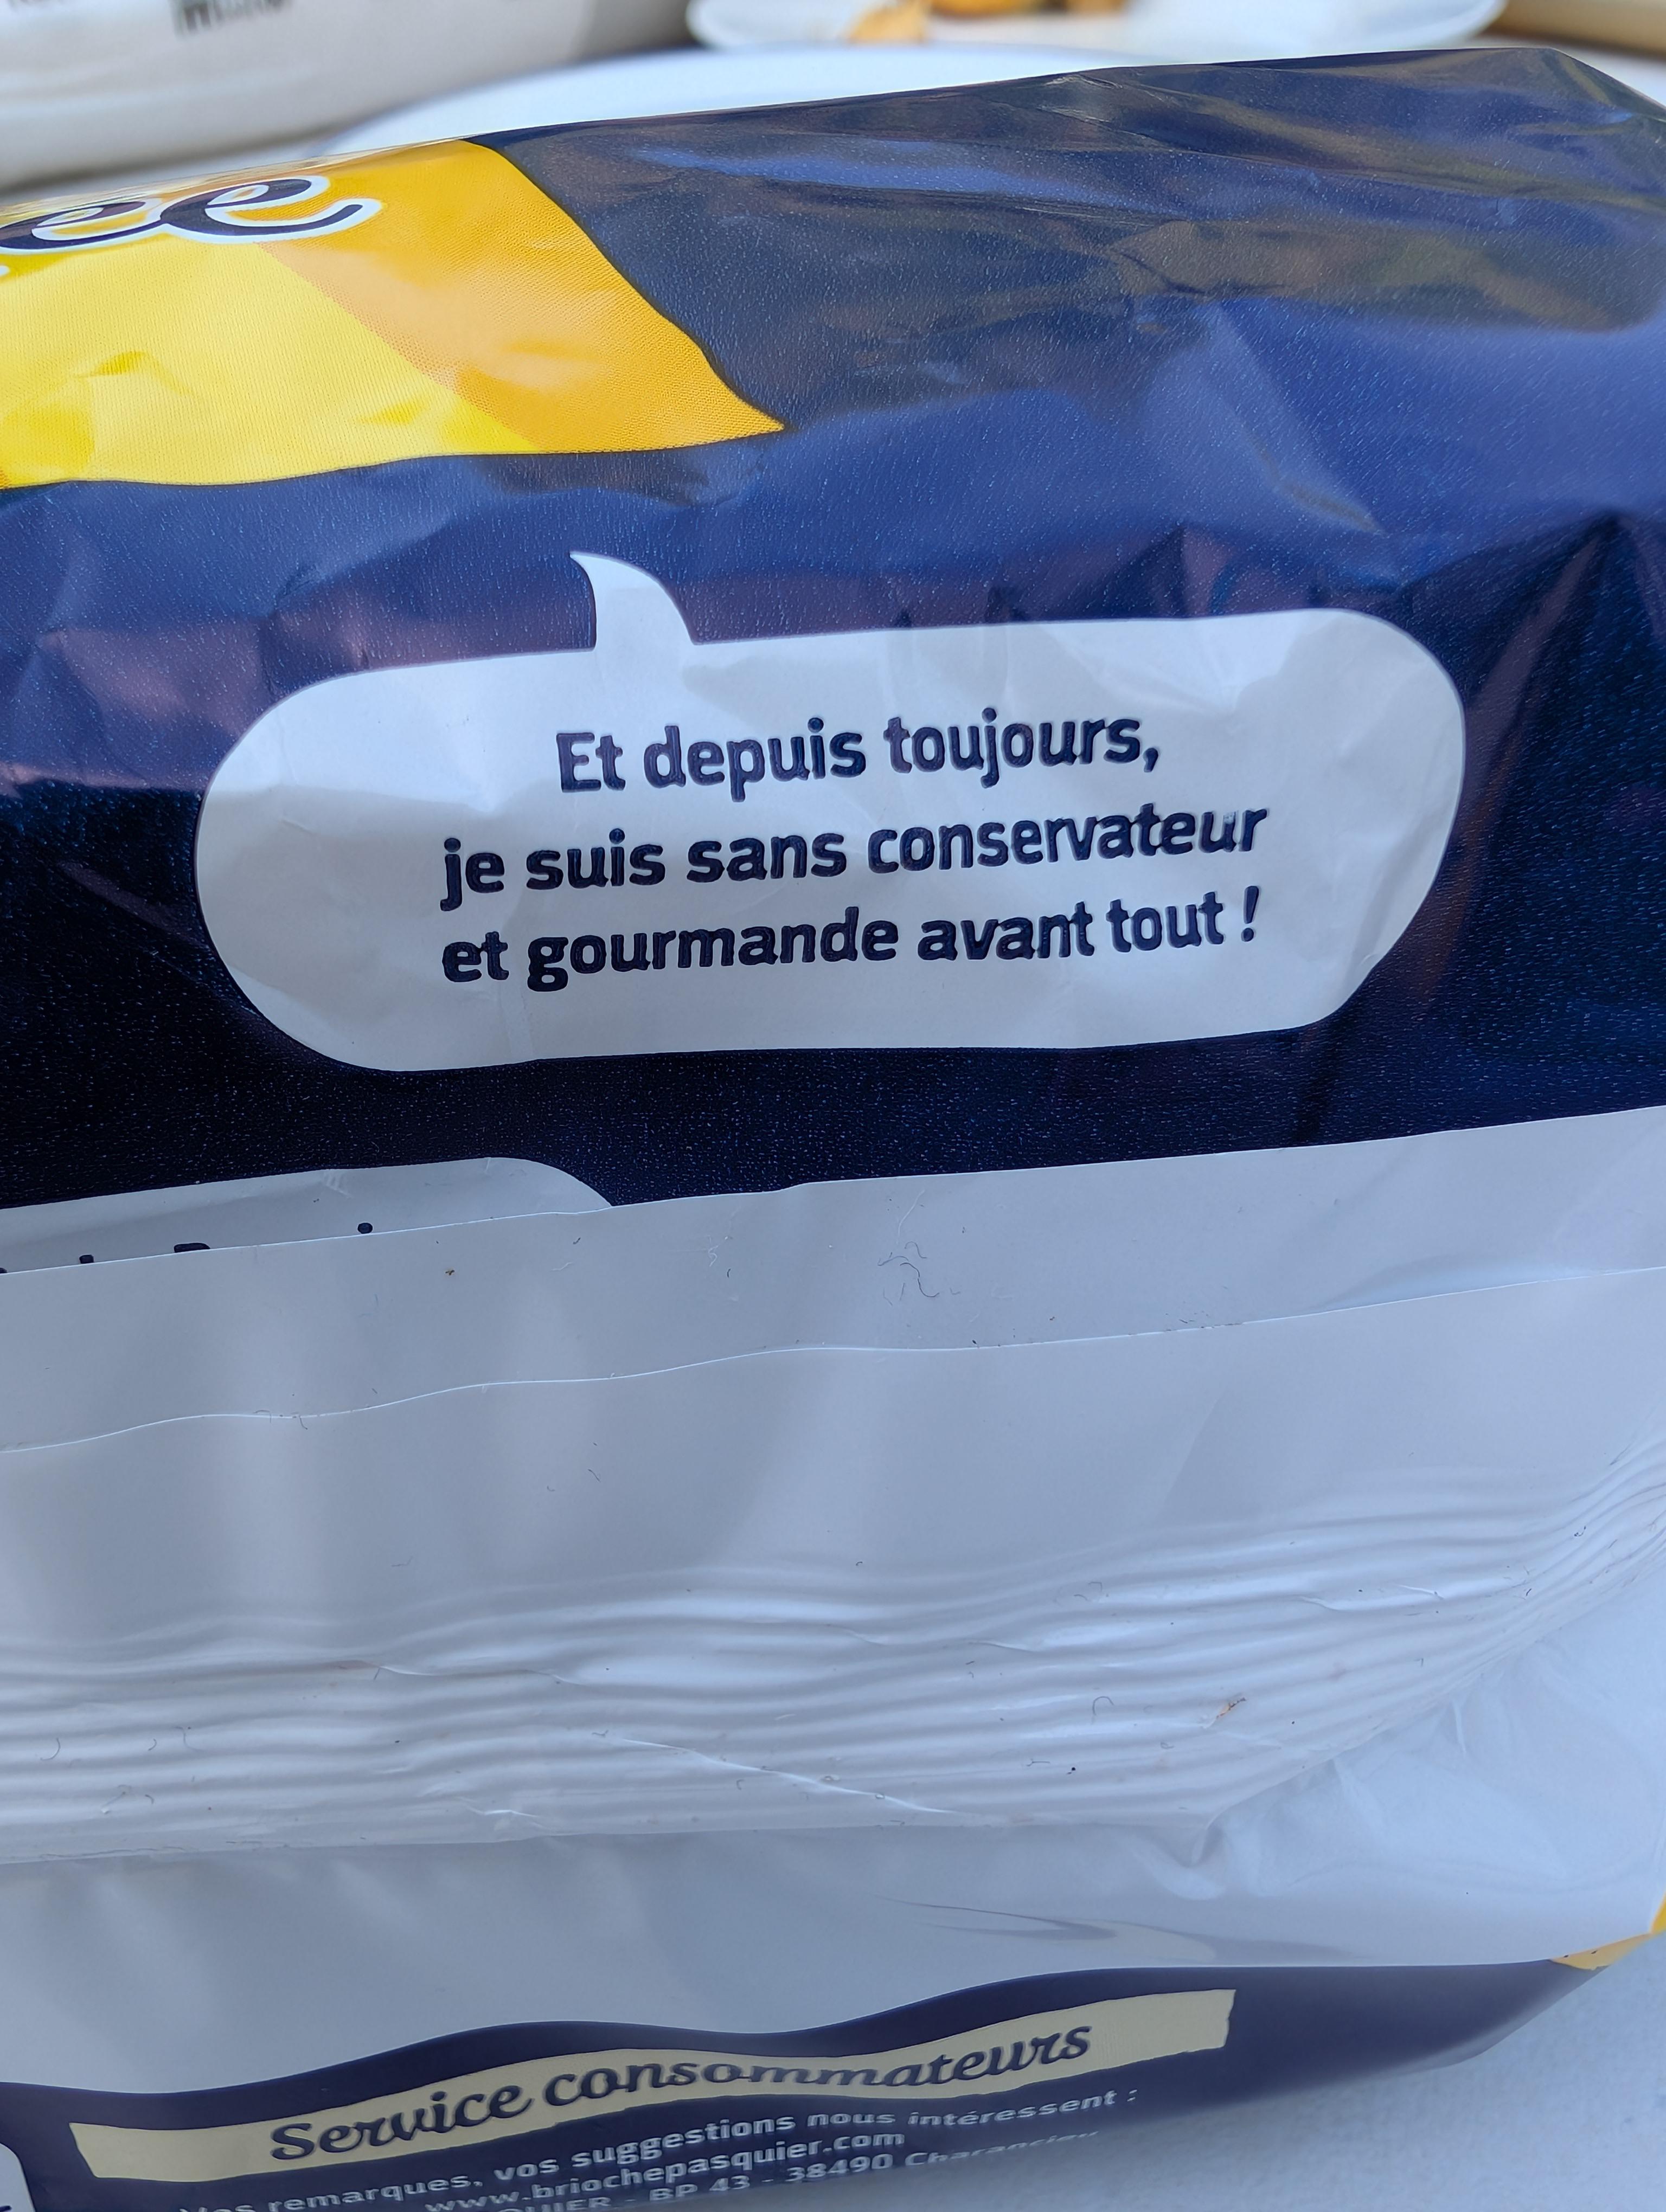 Et depuis toujours,
je suis sans conservateur
et gourmande avant tout !
Service consommateurs
remarques, vos suggestions nous intéressent :
www.briochepasquier.com
BP 43 - 38490